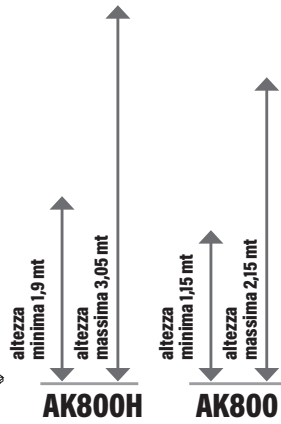 altezza
minima 1,9 mt
altezza
massima 3,05 mt
AK800H
altezza
minima 1,15 mt
altezza
massima 2,15 mt
AK800